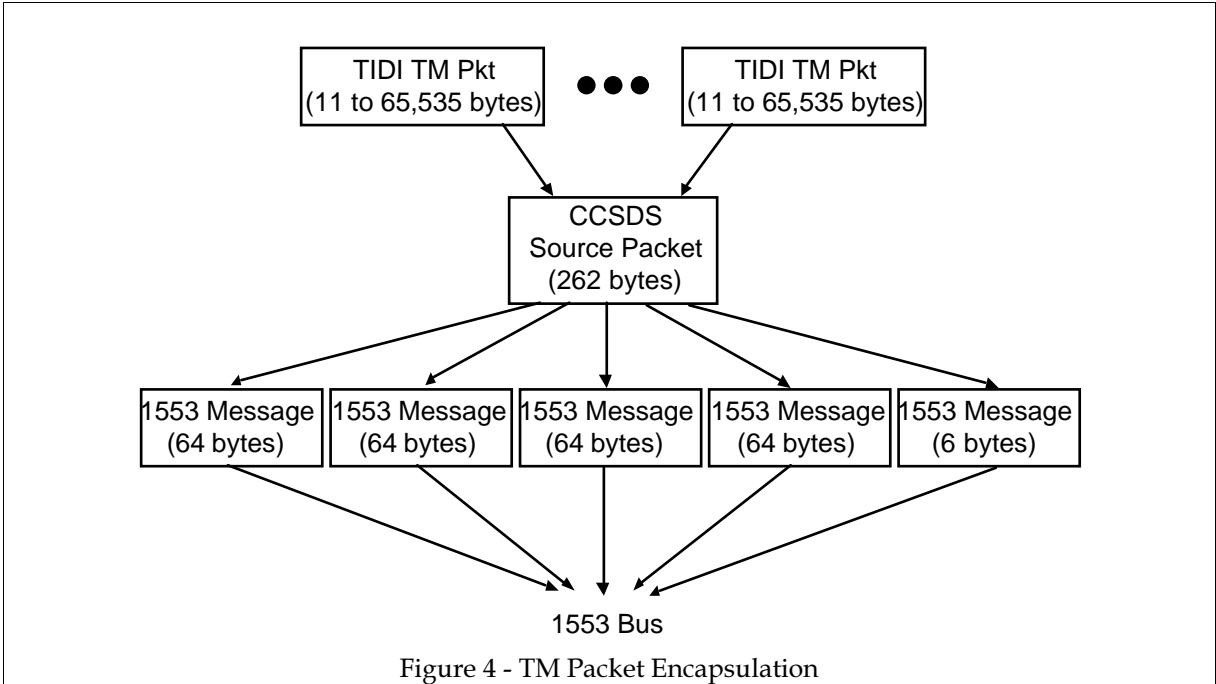 TIDI TM Pkt
(11 to 65,535 bytes)
TIDI TM Pkt
(11 to 65,535 bytes)
CCSDS
Source Packet
(262 bytes)
1553 Message
(64 bytes)
1553 Message
(64 bytes)
1553 Message
(64 bytes)
1553 Message
(64 bytes)
1553 Message
(6 bytes)
1553 Bus
Figure 4 - TM Packet Encapsulation